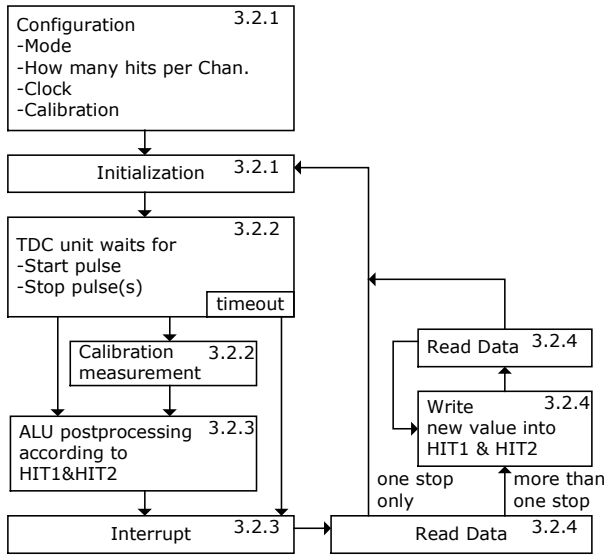 Configuration 3.2.1
-Mode
-How many hits per Chan.
-Clock
-Calibration
Initialization 3.2.1
3.2.2
TDC unit waits for
-Start pulse
-Stop pulse(s)
timeout
Calibration 3.2.2
measurement
Read Data 3.2.4
Write 3.2.4
new value into
HIT1 & HIT2
ALU postprocessing 3.2.3
according to
HIT1&HIT2
one stop
only
more than
one stop
Interrupt 3.2.3
Read Data 3.2.4